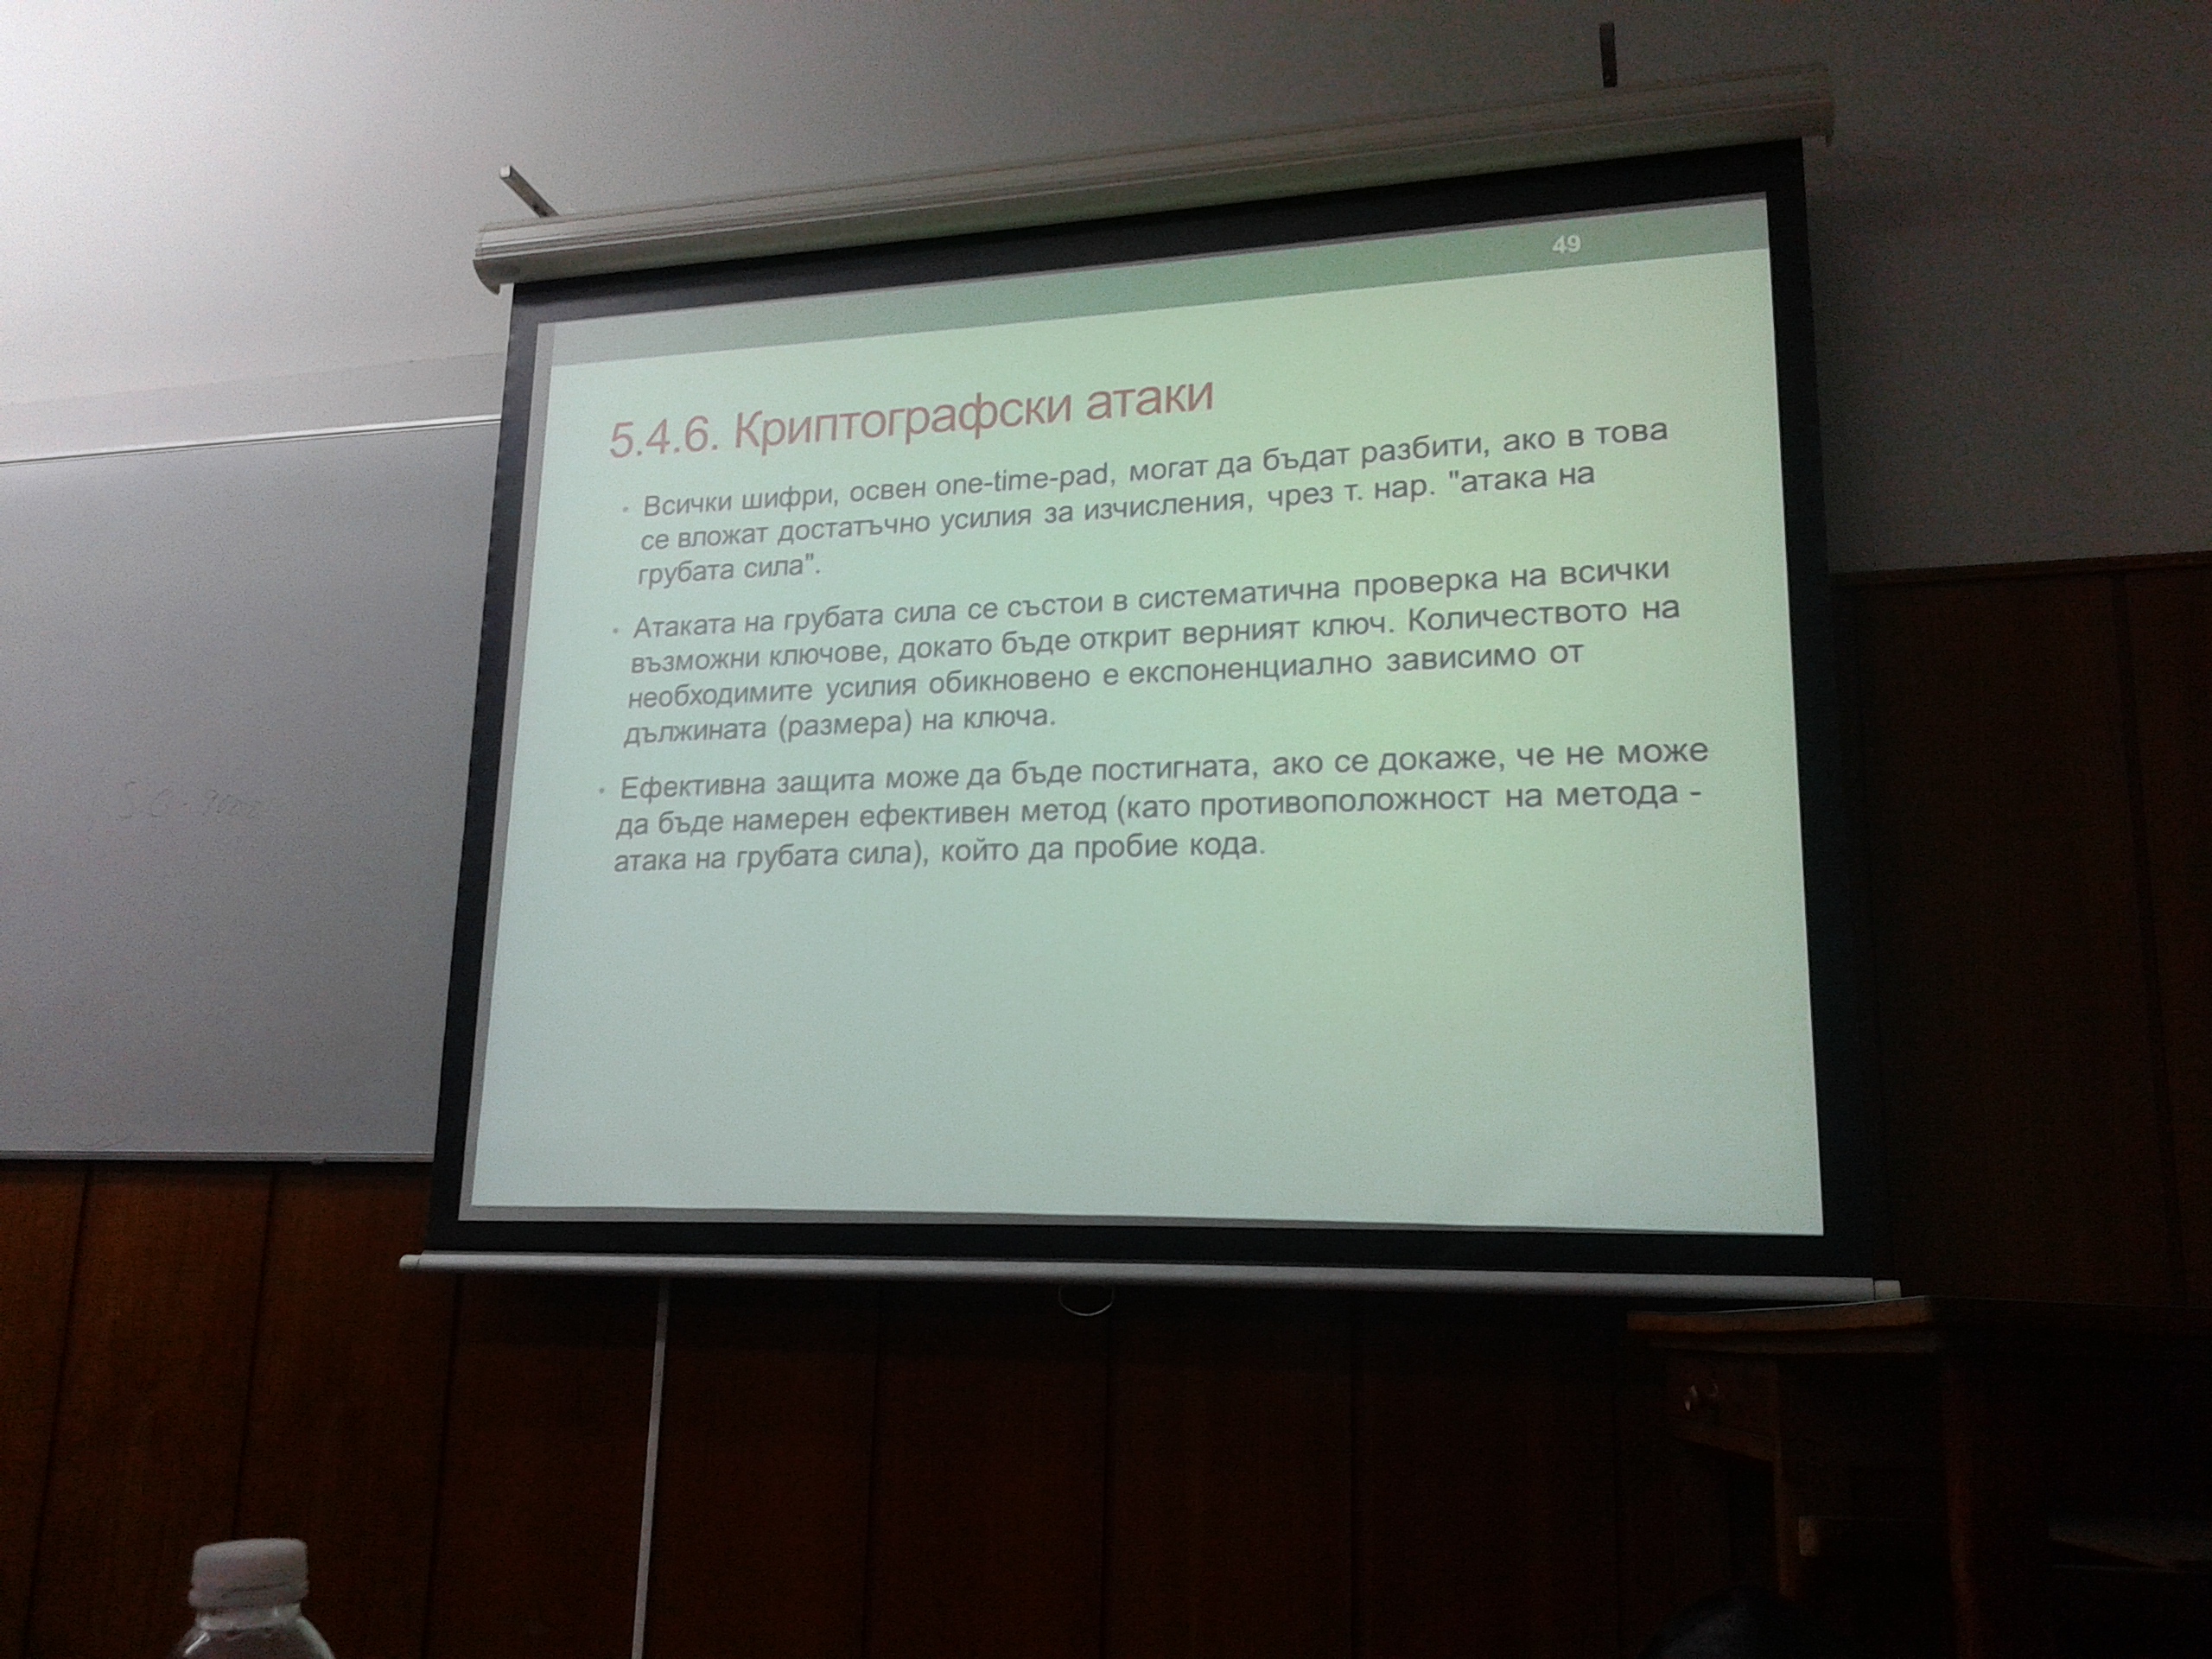 49
5.4.6. Криптографски атаки
• Всички шифри, освен one-time-pad, могат да бъдат разбити, ако в това
се вложат достатъчно усилия за изчисления, чрез т. нар. "атака на
грубата сила".
• Атаката на грубата сила се състои в систематична проверка на всички
възможни ключове, докато бъде открит верният ключ. Количеството на
необходимите усилия обикновено е експоненциално зависимо от
дължината (размера) на ключа.
• Ефективна защита може да бъде постигната, ако се докаже, че не може
да бъде намерен ефективен метод (като противоположност на метода -
атака на грубата сила), който да пробие кода.